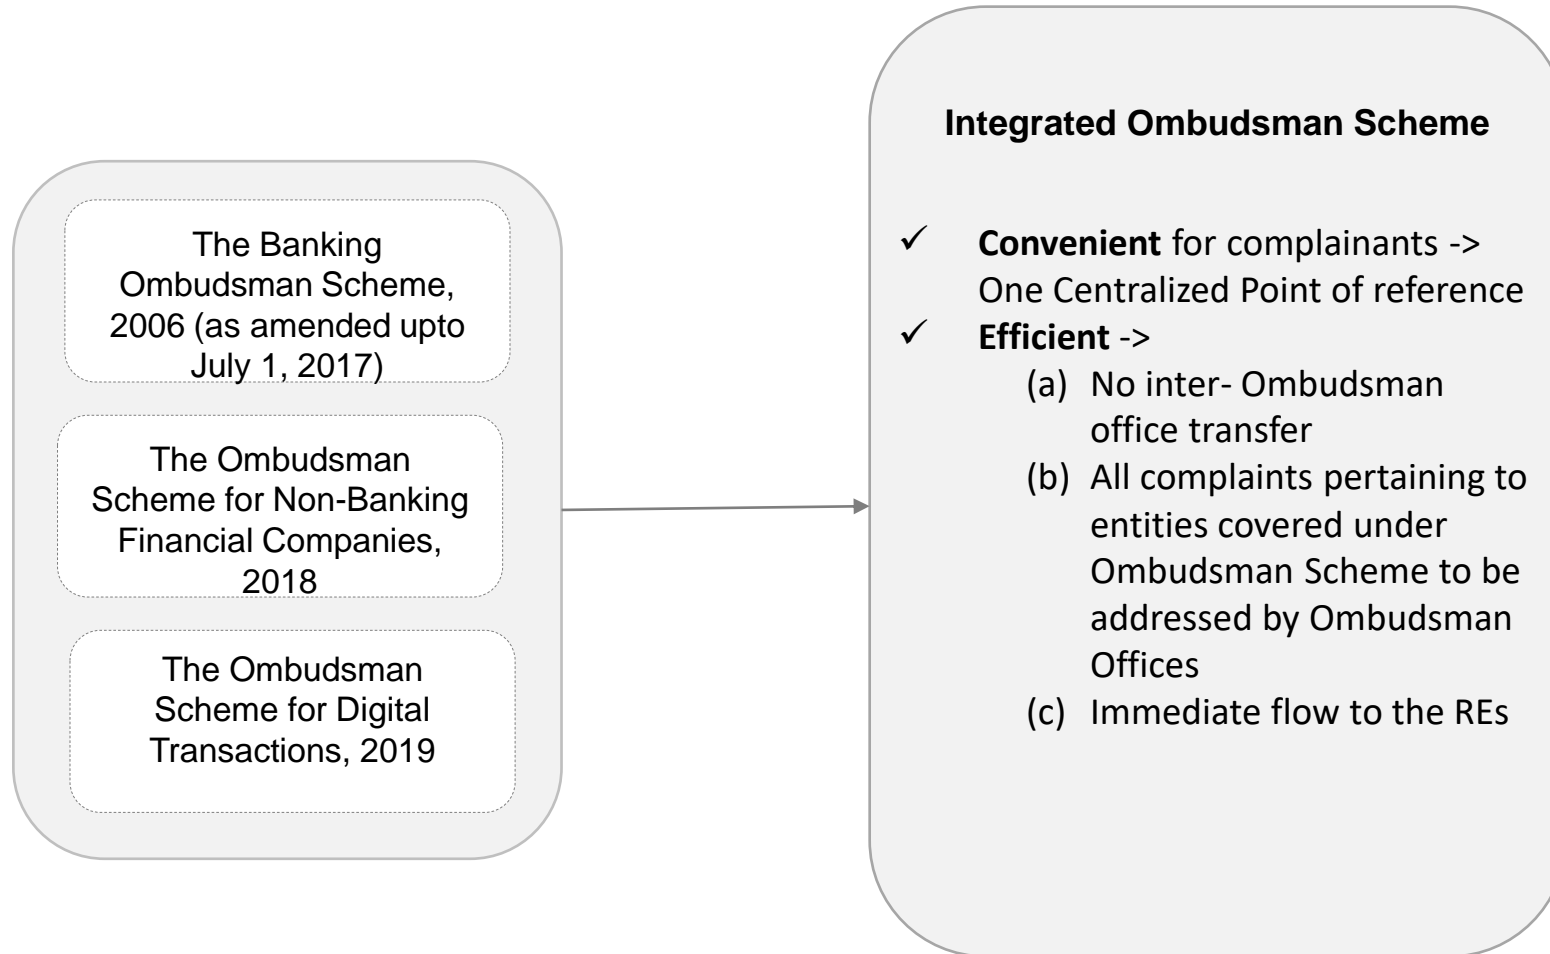 The Banking
Ombudsman Scheme,
2006 (as amended upto
July 1, 2017)
The Ombudsman
Scheme for Non-Banking
Financial Companies,
2018
The Ombudsman
Scheme for Digital
Transactions, 2019
Integrated Ombudsman Scheme
✓ Convenient for complainants ->
One Centralized Point of reference
✓ Efficient ->
(a) No inter- Ombudsman
office transfer
(b) All complaints pertaining to
entities covered under
Ombudsman Scheme to be
addressed by Ombudsman
Offices
(c) Immediate flow to the REs